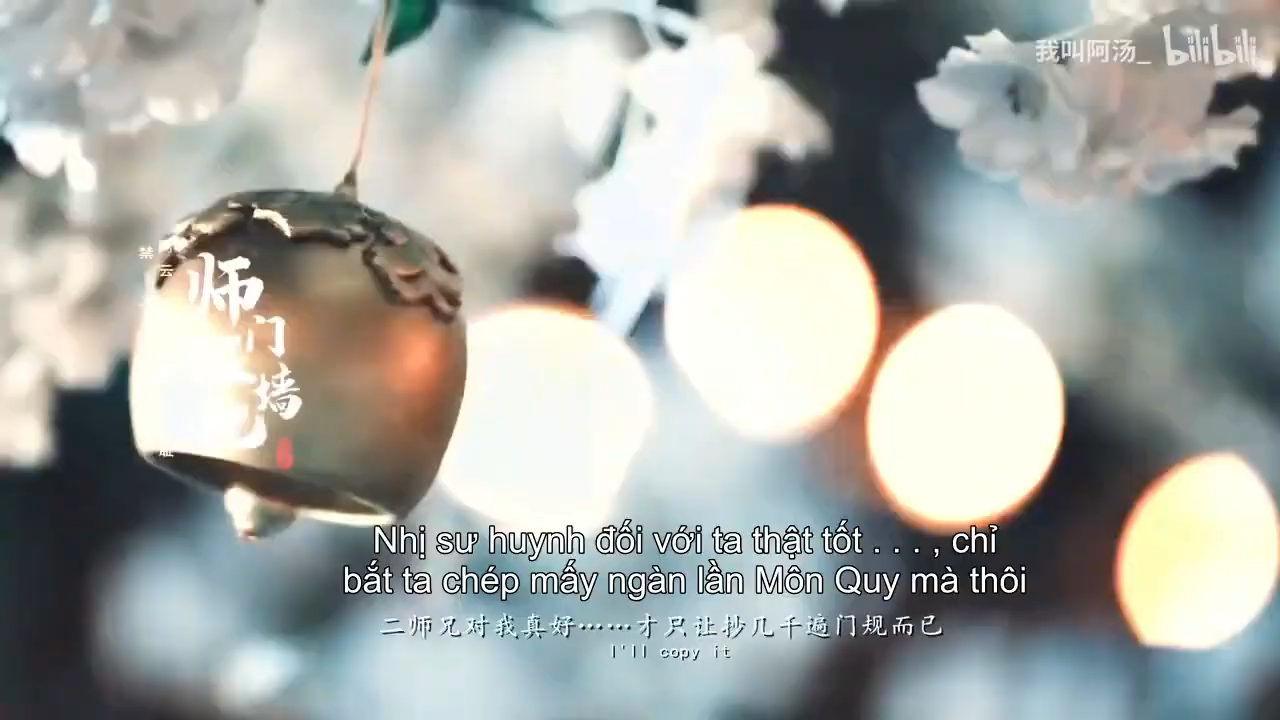 我叫阿汤_ bilibili
禁
云
师
门
墙
Nhị sư huynh đối với ta thật tốt . . . , chỉ
bắt ta chép mấy ngàn lần Môn Quy mà thôi
二师兄对我真好……才只让抄几千遍门规而已
I'll copy it